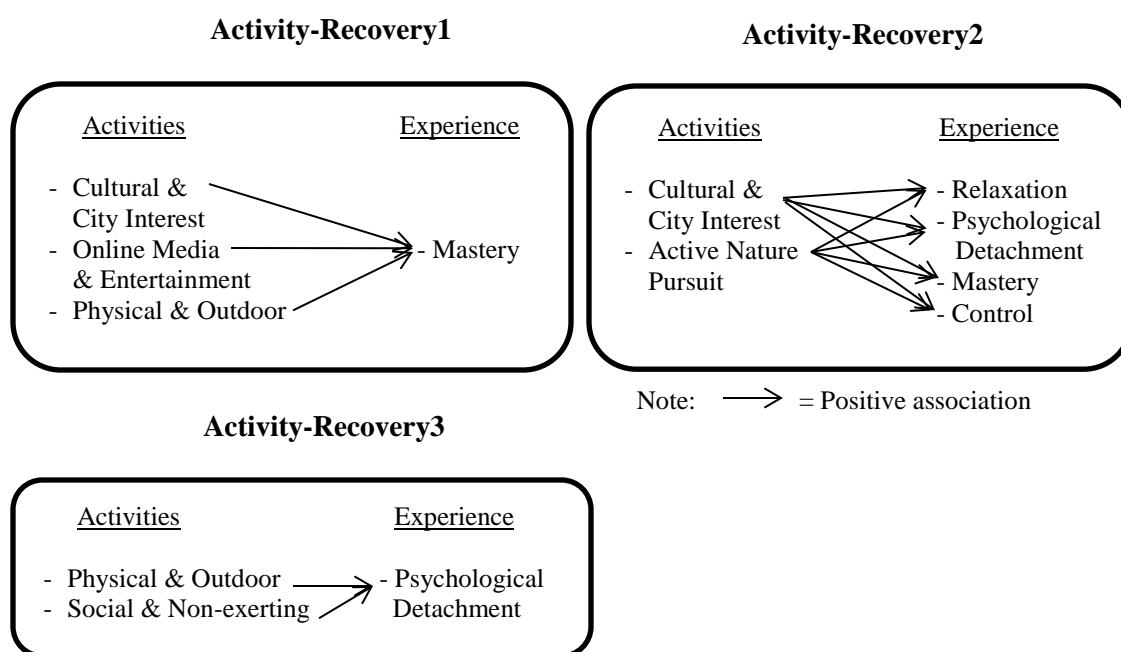 Activity-Recovery1
Activities Experience
- Cultural &
City Interest
- Online Media
& Entertainment
- Physical & Outdoor
- Mastery
Activity-Recovery2
Activities Experience
- Cultural &
City Interest
- Active Nature
Pursuit
- Relaxation
- Psychological
Detachment
- Mastery
- Control
Note: = Positive association
Activity-Recovery3
Activities Experience
- Physical & Outdoor
- Social & Non-exerting
- Psychological
Detachment